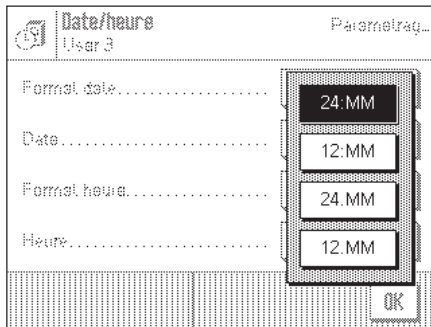 Date/heure
User 3
Paramétrag...
Format date
24:MM
Date
12:MM
Format heure
24.MM
Heure
12.MM
OK